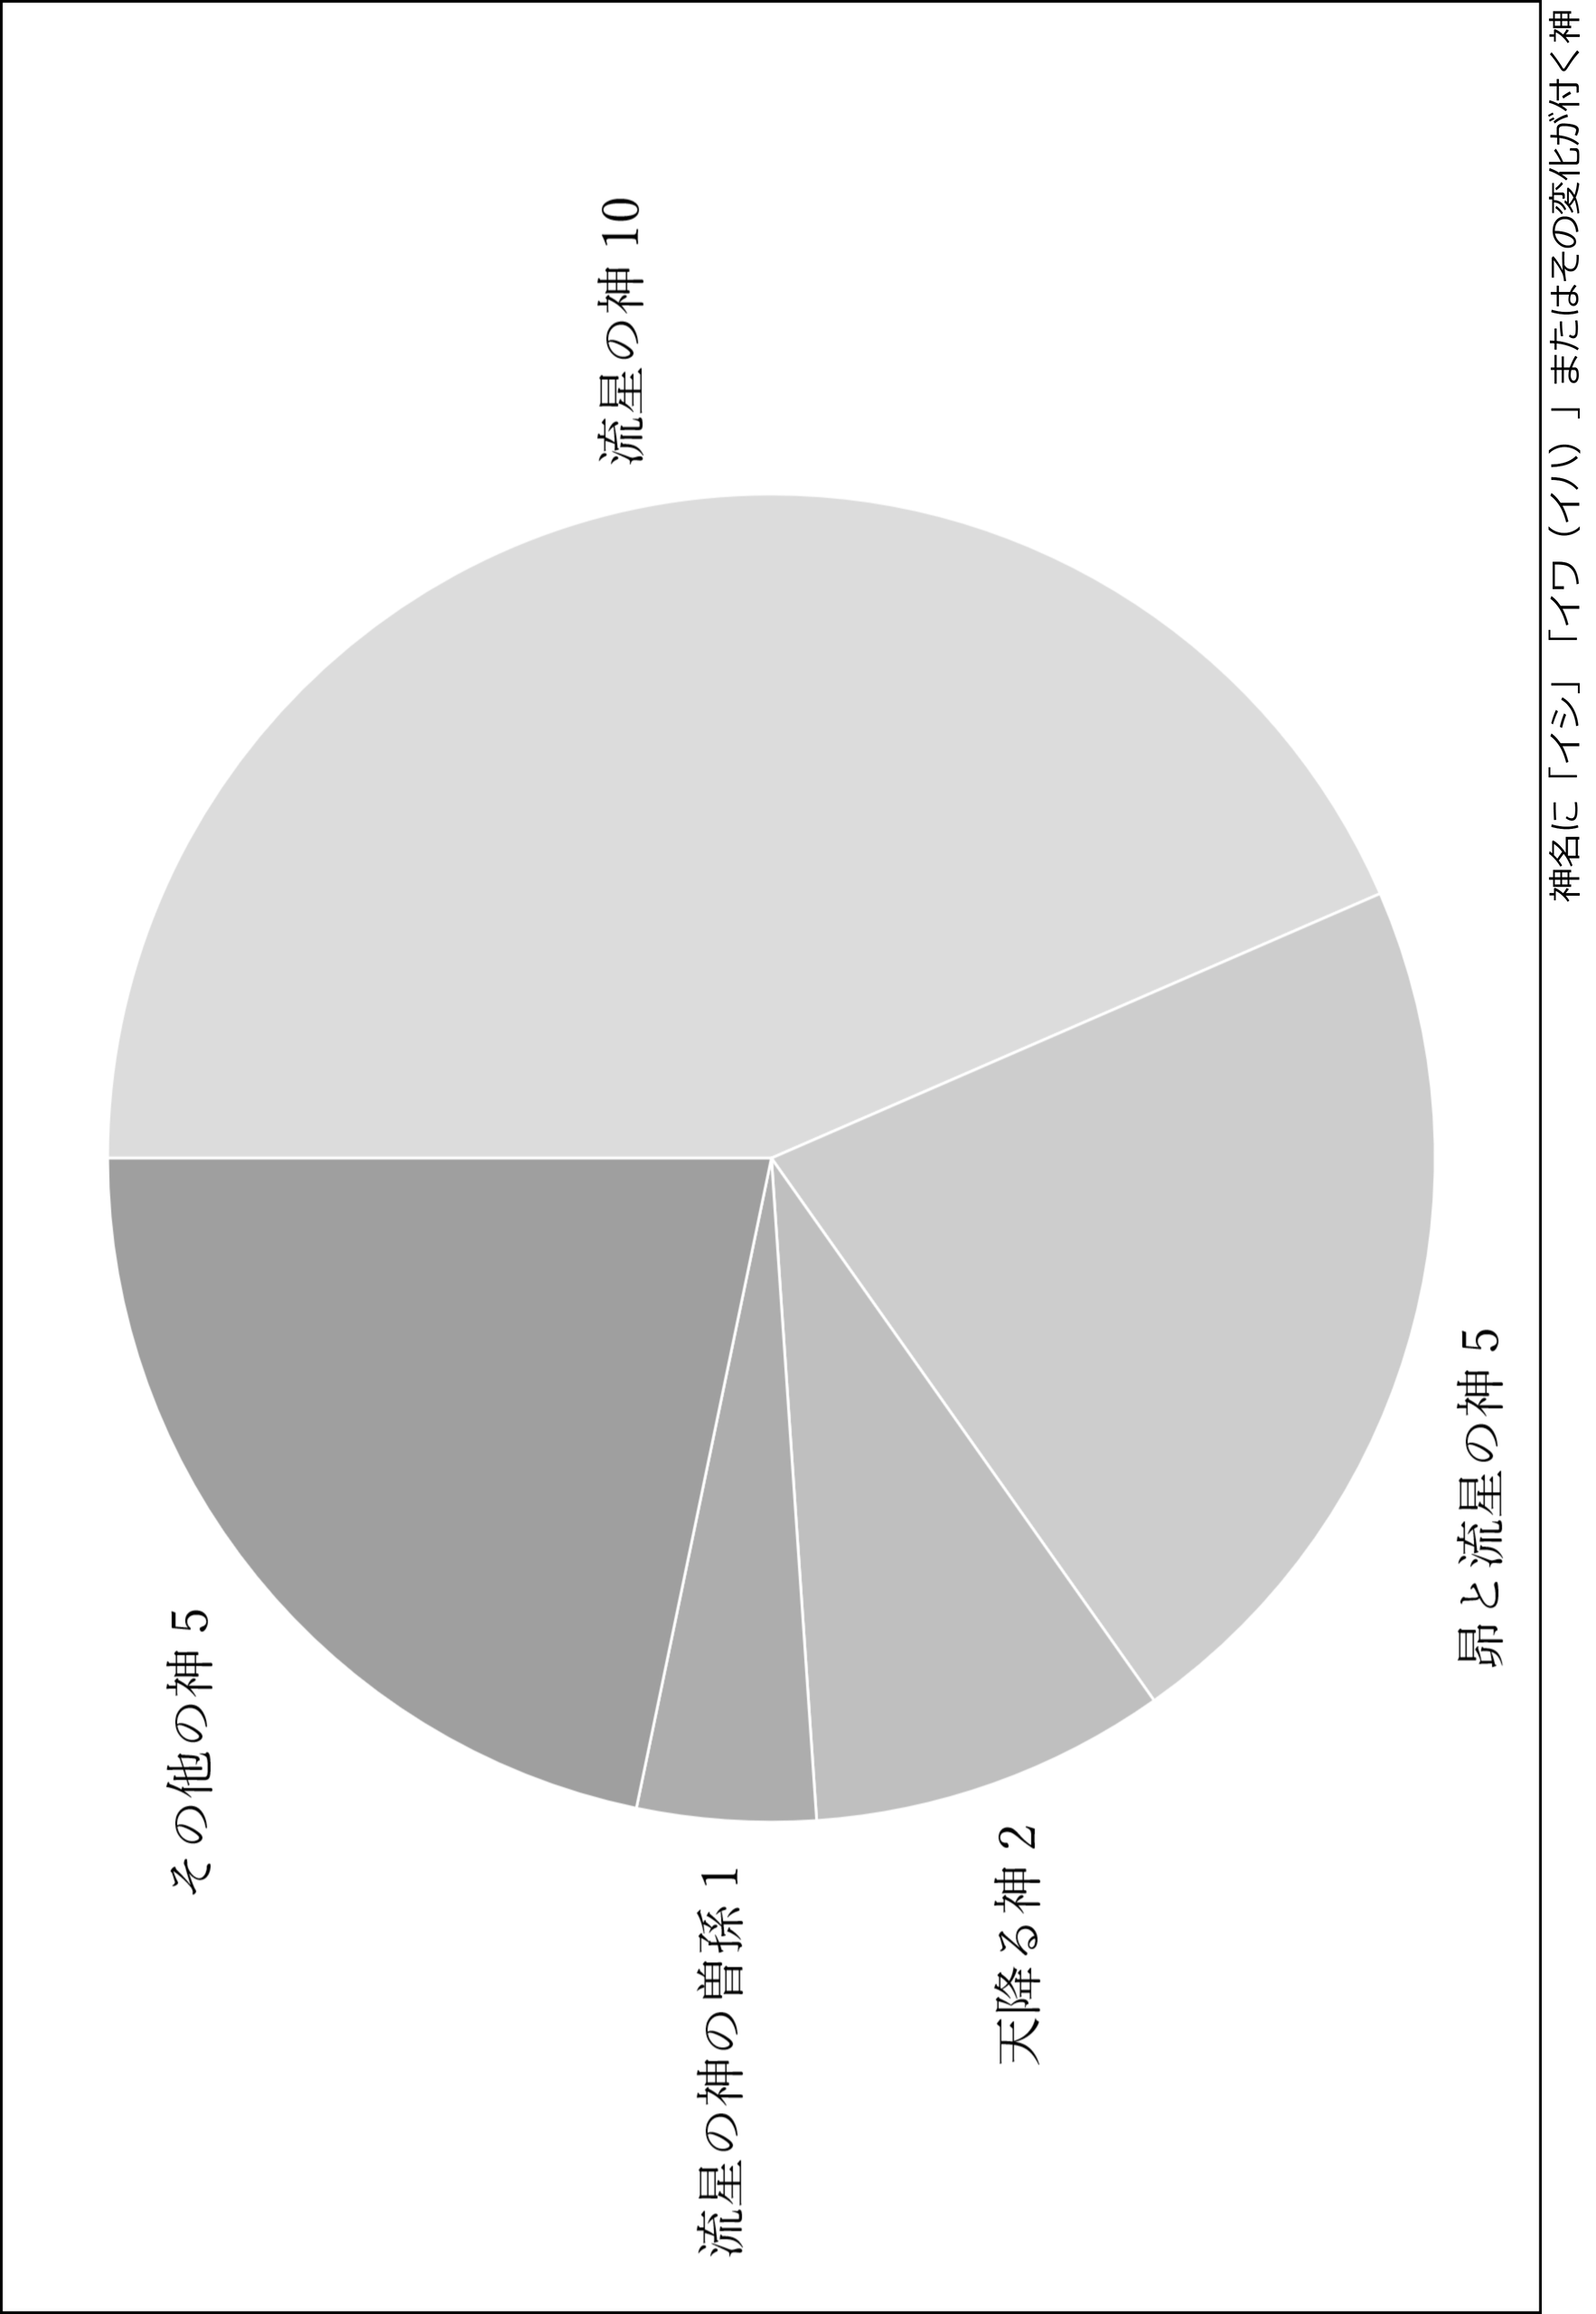 流星の神 10
昴と流星の神 5
天降る神 2
流星の神の曽孫 1
その他の神 5
神名に「イシ」「イワ（イハ）」またはその変化が付く神